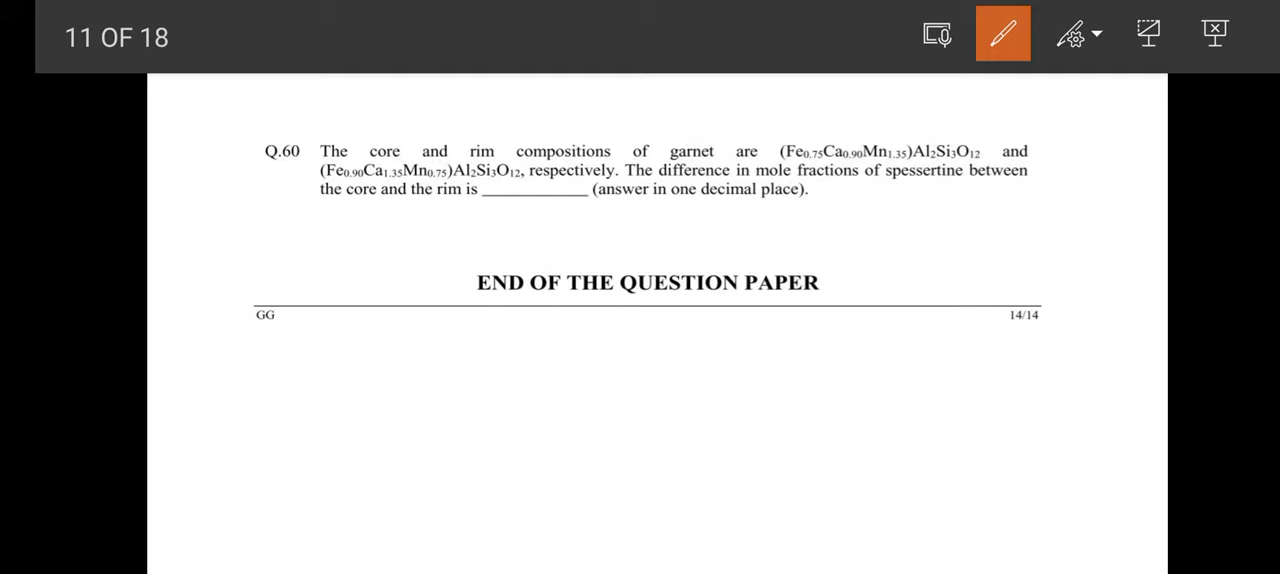 11 OF 18
Q.60 The core and rim compositions of garnet are (Fe₀.₇₅Ca₀.₉₀Mn₁.₃₅)Al₂Si₃O₁₂ and
(Fe₀.₉₀Ca₁.₃₅Mn₀.₇₅)Al₂Si₃O₁₂, respectively. The difference in mole fractions of spessertine between
the core and the rim is ____________ (answer in one decimal place).
END OF THE QUESTION PAPER
GG 14/14